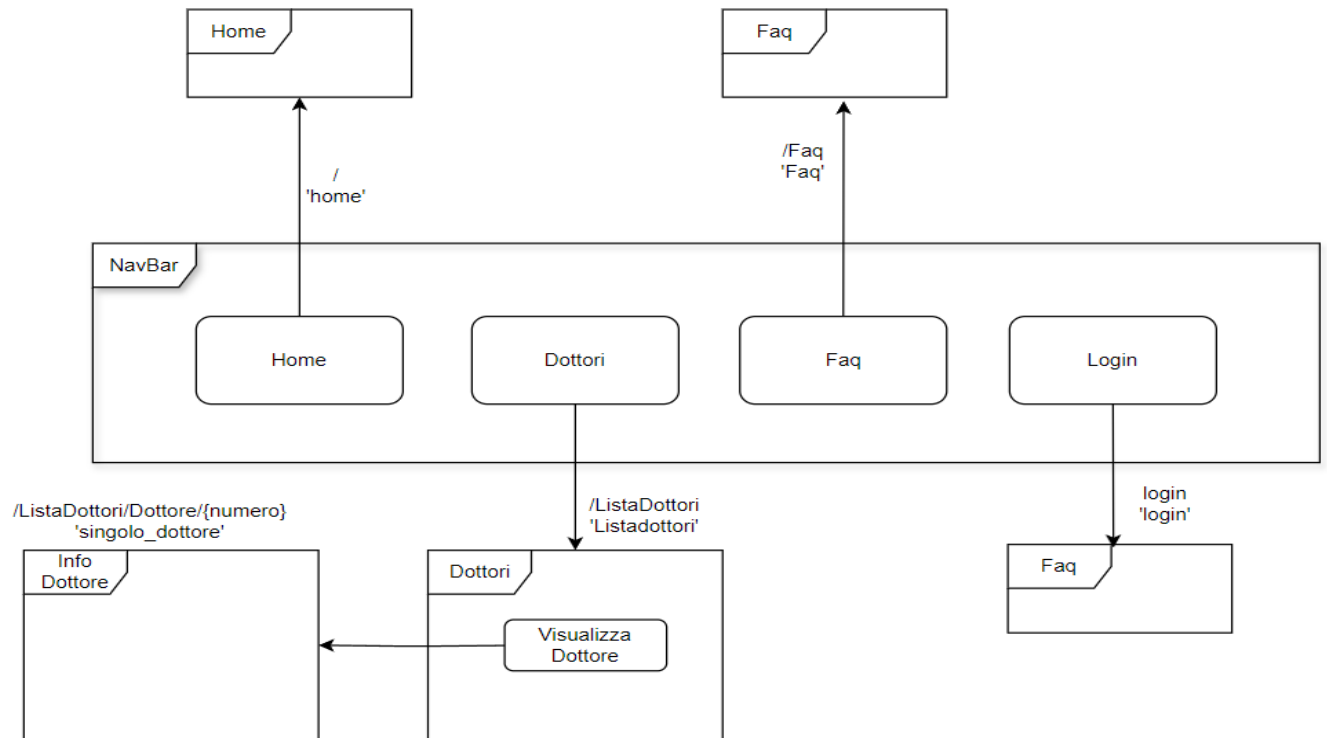 Home
Faq
/
'home'
/Faq
'Faq'
NavBar
Home
Dottori
Faq
Login
/ListaDottori/Dottore/{numero}
'singolo_dottore'
/ListaDottori
'Listadottori'
login
'login'
Info
Dottore
Dottori
Faq
Visualizza
Dottore